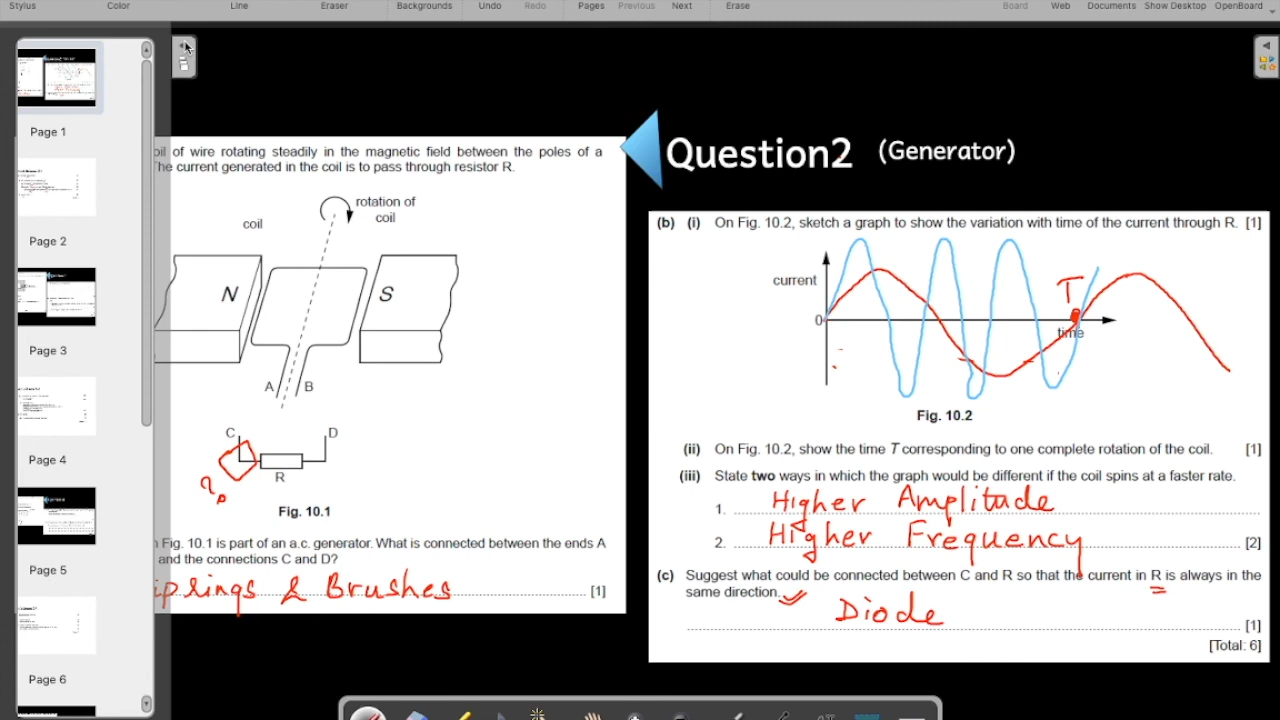 Stylus Color Line Eraser Backgrounds Undo Redo Pages Previous Next Erase Board Web Documents Show Desktop OpenBoard
Page 1
Page 2
Page 3
Page 4
Page 5
Page 6
of wire rotating steadily in the magnetic field between the poles of a
he current generated in the coil is to pass through resistor R.
rotation of
coil
coil
N
S
A
B
C
D
R
?
Fig. 10.1
Fig. 10.1 is part of an a.c. generator. What is connected between the ends A
and the connections C and D?
iprings & Brushes [1]
Question2 (Generator)
(b) (i) On Fig. 10.2, sketch a graph to show the variation with time of the current through R. [1]
current
T
0
time
Fig. 10.2
(ii) On Fig. 10.2, show the time T corresponding to one complete rotation of the coil. [1]
(iii) State two ways in which the graph would be different if the coil spins at a faster rate.
1. Higher Amplitude
2. Higher Frequency [2]
(c) Suggest what could be connected between C and R so that the current in R is always in the
same direction.
Diode
[1]
[Total: 6]